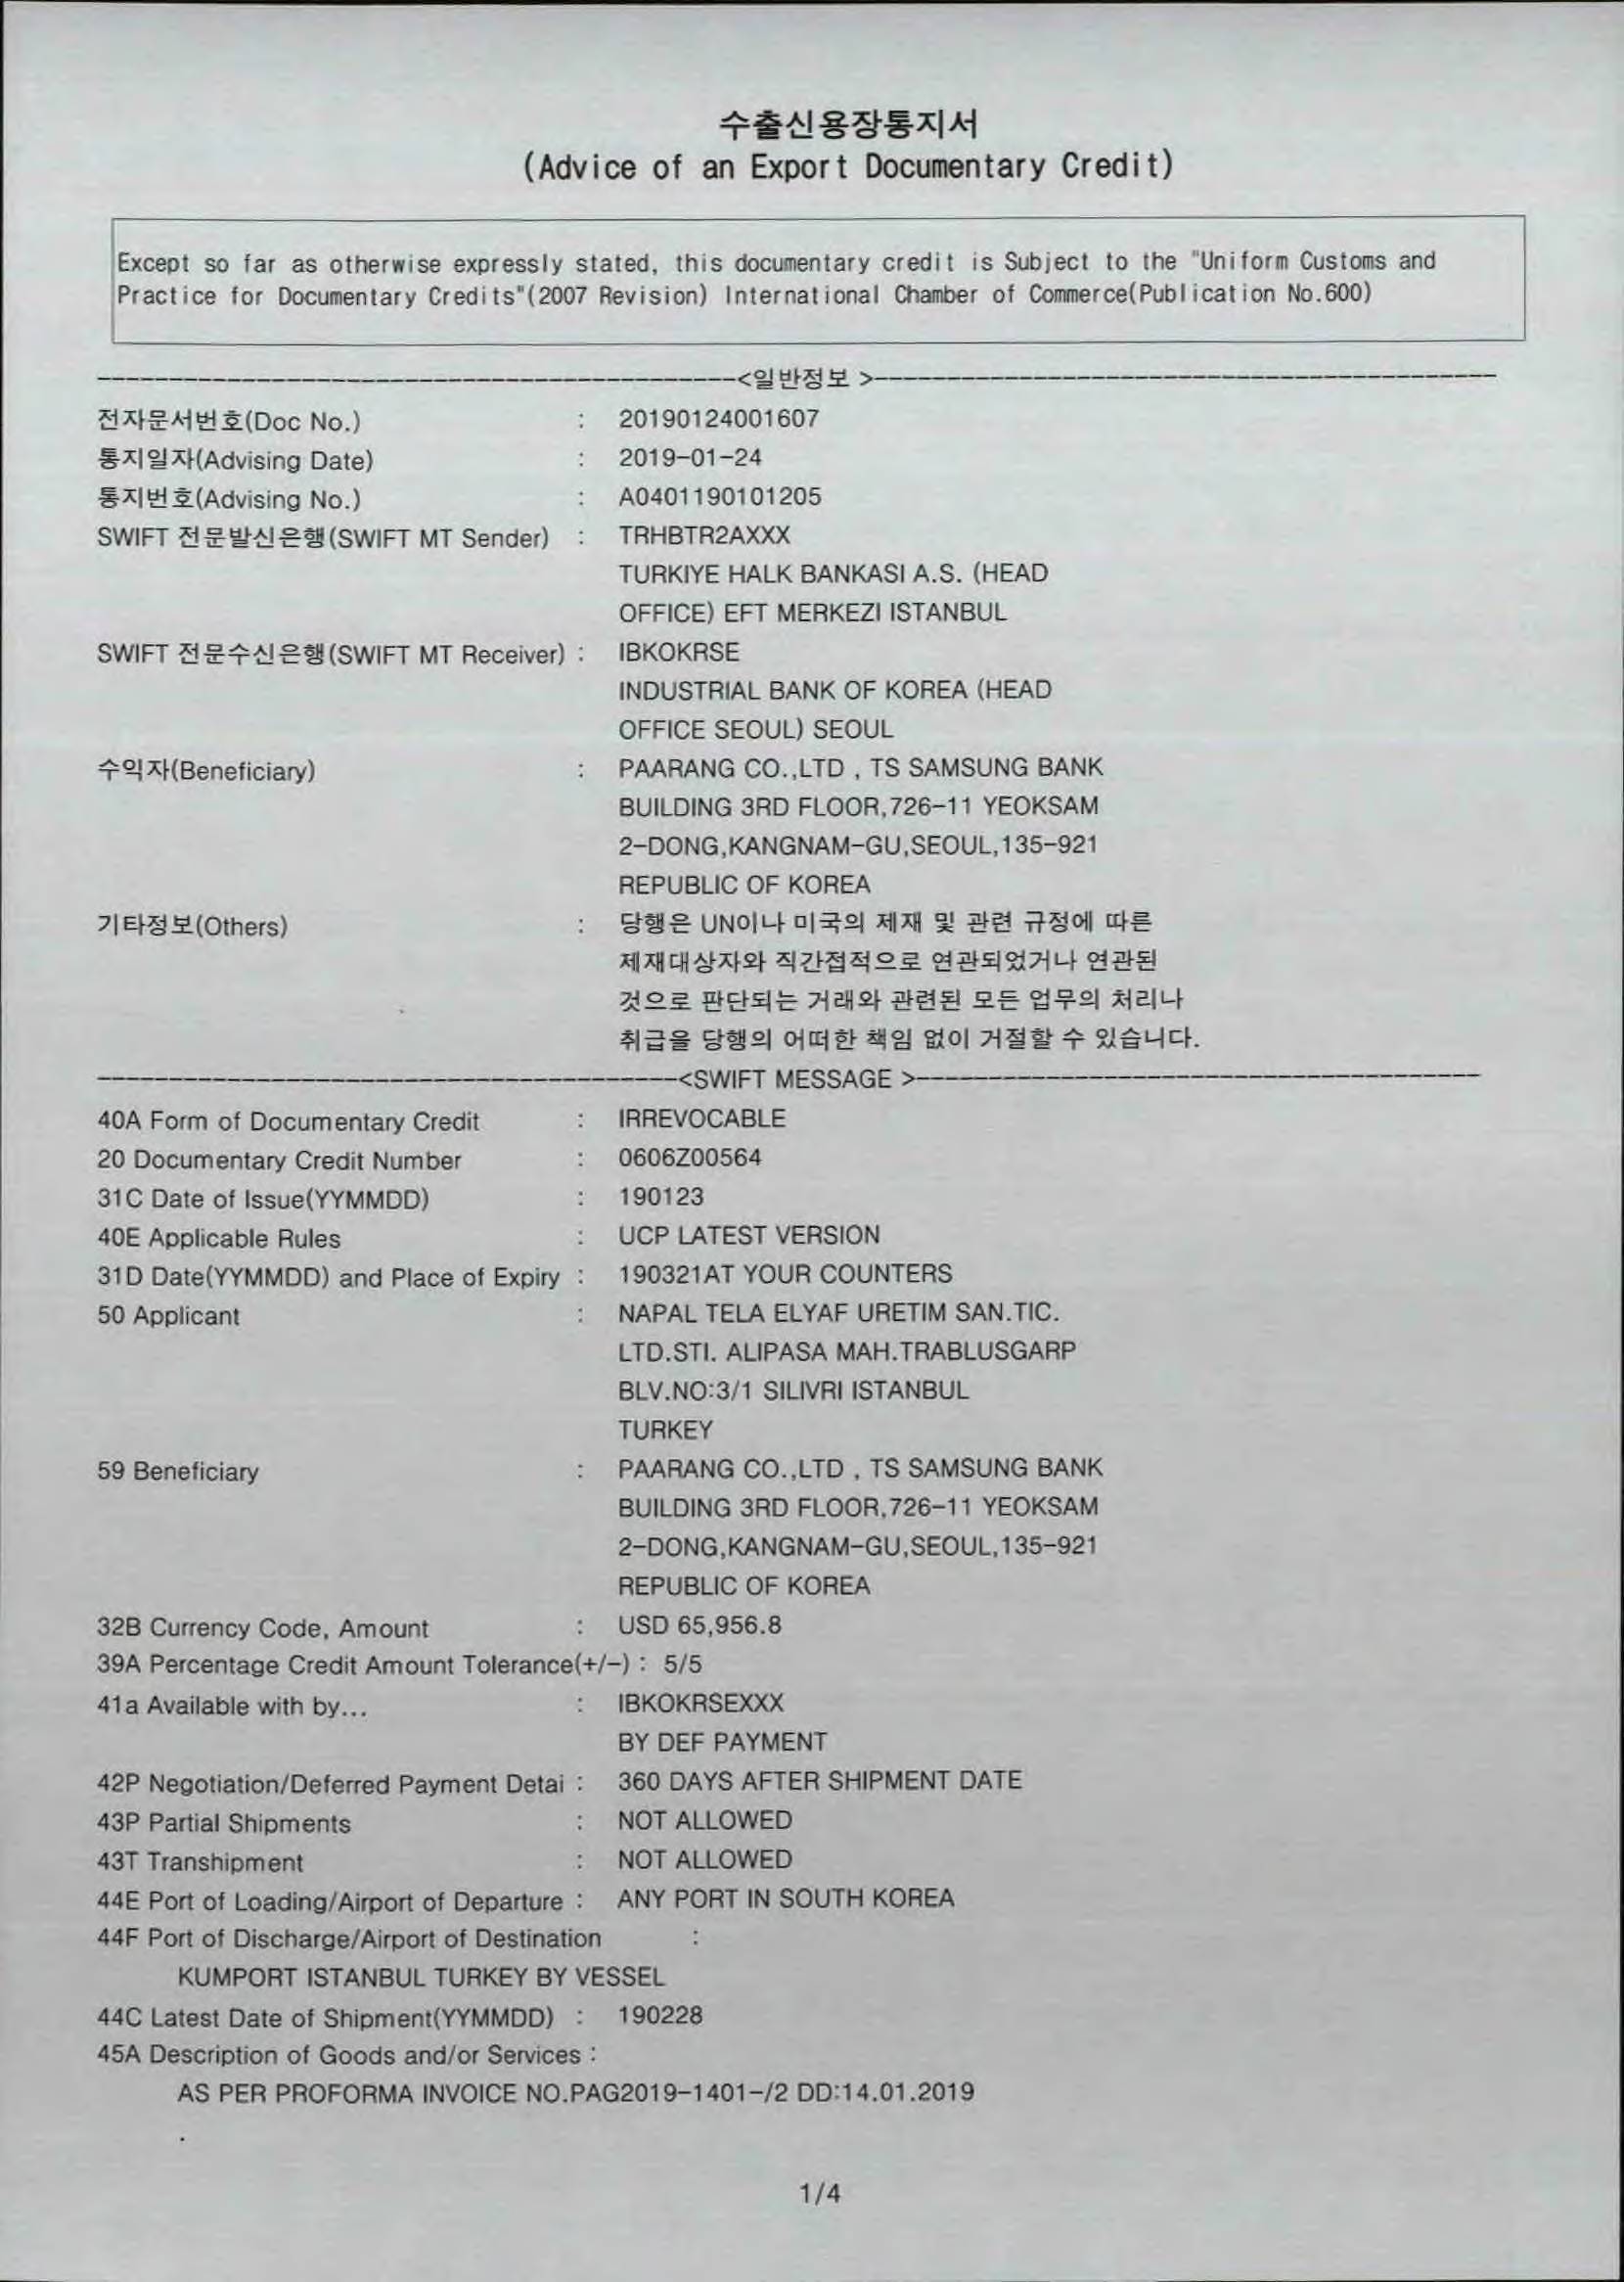 수출신용장통지서
(Advice of an Export Documentary Credit)
Except so far as otherwise expressly stated, this documentary credit is Subject to the "Uniform Customs and
Practice for Documentary Credits"(2007 Revision) International Chamber of Commerce(Publication No.600)
<일반정보 >
전자문서번호(Doc No.) : 20190124001607
통지일자(Advising Date) : 2019-01-24
통지번호(Advising No.) : A0401190101205
SWIFT 전문발신은행(SWIFT MT Sender) : TRHBTR2AXXX
TURKIYE HALK BANKASI A.S. (HEAD
OFFICE) EFT MERKEZI ISTANBUL
SWIFT 전문수신은행(SWIFT MT Receiver) : IBKOKRSE
INDUSTRIAL BANK OF KOREA (HEAD
OFFICE SEOUL) SEOUL
수익자(Beneficiary) : PAARANG CO.,LTD , TS SAMSUNG BANK
BUILDING 3RD FLOOR,726-11 YEOKSAM
2-DONG,KANGNAM-GU,SEOUL,135-921
REPUBLIC OF KOREA
기타정보(Others) : 당행은 UN이나 미국의 제재 및 관련 규정에 따른
제재대상자와 직간접적으로 연관되었거나 연관된
것으로 판단되는 거래와 관련된 모든 업무의 처리나
취급을 당행의 어떠한 책임 없이 거절할 수 있습니다.
<SWIFT MESSAGE >
40A Form of Documentary Credit : IRREVOCABLE
20 Documentary Credit Number : 0606Z00564
31C Date of Issue(YYMMDD) : 190123
40E Applicable Rules : UCP LATEST VERSION
31D Date(YYMMDD) and Place of Expiry : 190321AT YOUR COUNTERS
50 Applicant : NAPAL TELA ELYAF URETIM SAN.TIC.
LTD.STI. ALIPASA MAH.TRABLUSGARP
BLV.NO:3/1 SILIVRI ISTANBUL
TURKEY
59 Beneficiary : PAARANG CO.,LTD , TS SAMSUNG BANK
BUILDING 3RD FLOOR,726-11 YEOKSAM
2-DONG,KANGNAM-GU,SEOUL,135-921
REPUBLIC OF KOREA
32B Currency Code, Amount : USD 65,956.8
39A Percentage Credit Amount Tolerance(+/-) : 5/5
41a Available with by... : IBKOKRSEXXX
BY DEF PAYMENT
42P Negotiation/Deferred Payment Detai : 360 DAYS AFTER SHIPMENT DATE
43P Partial Shipments : NOT ALLOWED
43T Transhipment : NOT ALLOWED
44E Port of Loading/Airport of Departure : ANY PORT IN SOUTH KOREA
44F Port of Discharge/Airport of Destination :
KUMPORT ISTANBUL TURKEY BY VESSEL
44C Latest Date of Shipment(YYMMDD) : 190228
45A Description of Goods and/or Services :
AS PER PROFORMA INVOICE NO.PAG2019-1401-/2 DD:14.01.2019
.
1/4